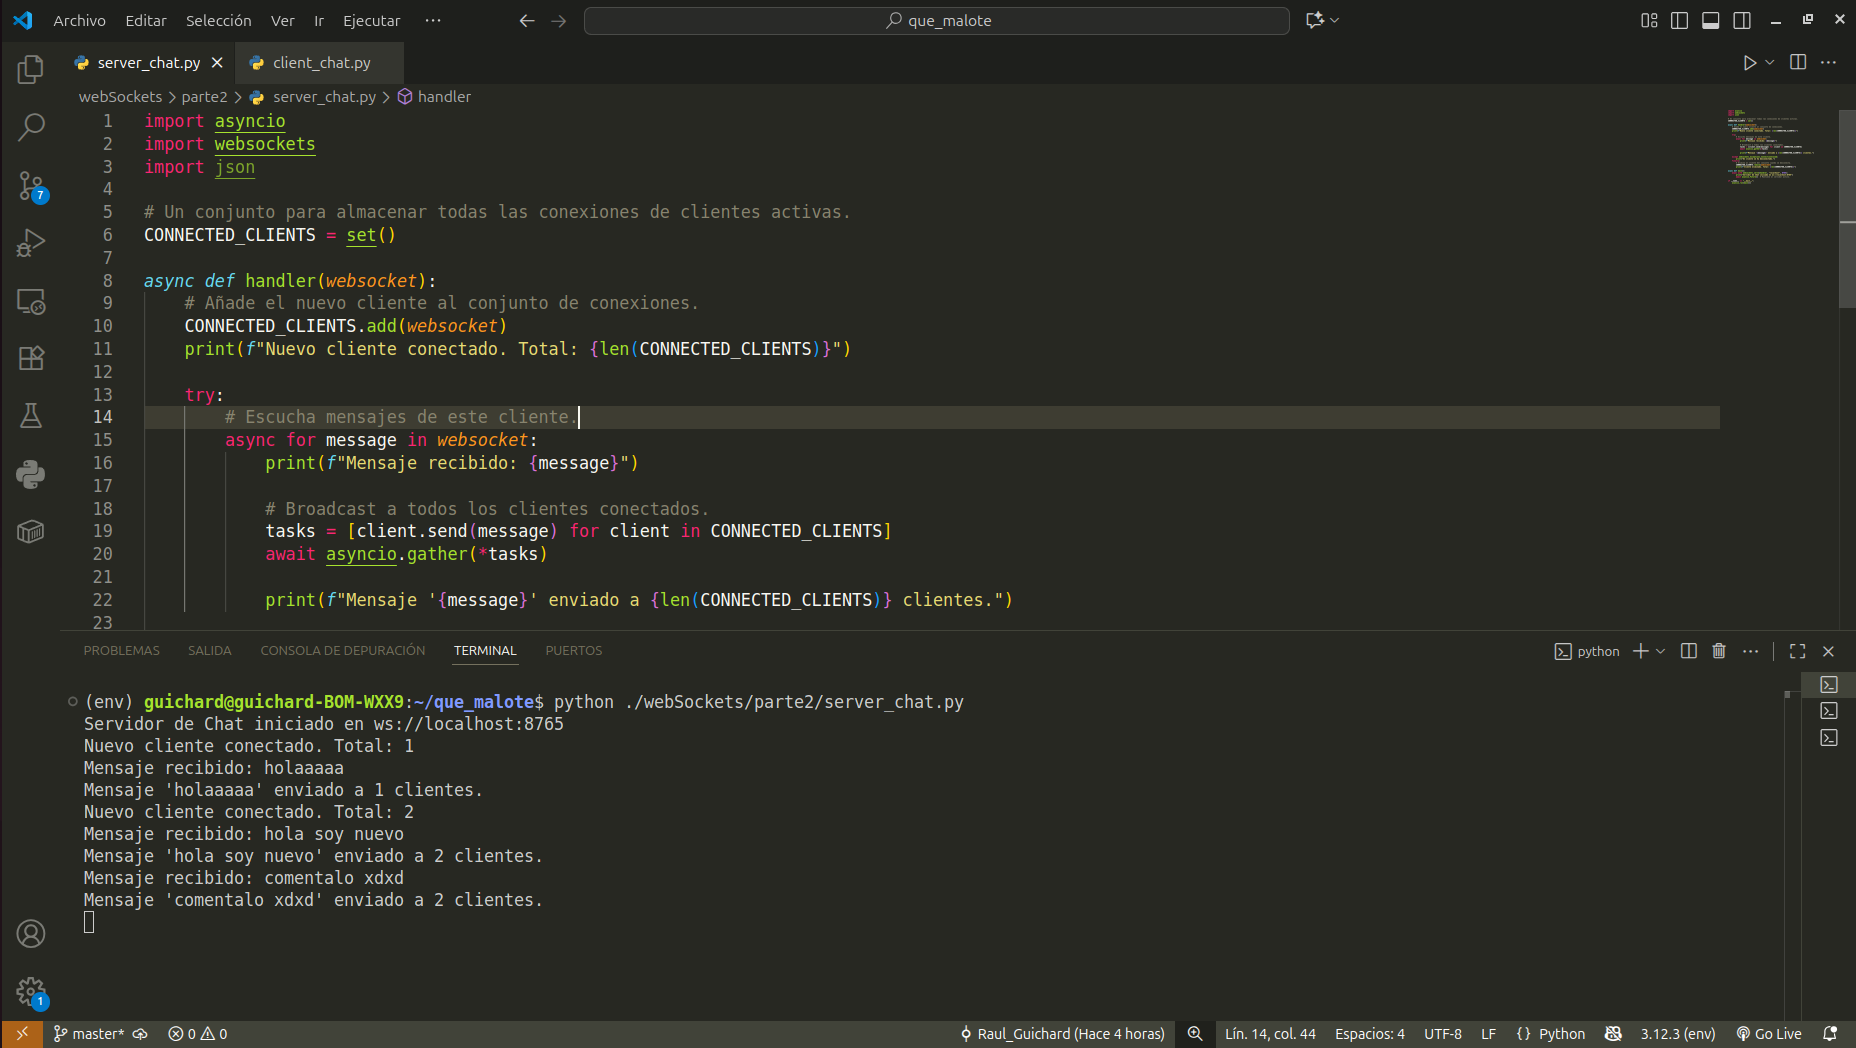 Archivo Editar Selección Ver Ir Ejecutar ··· que_malote
server_chat.py client_chat.py
webSockets > parte2 > server_chat.py > handler
1 import asyncio
2 import websockets
3 import json
4
5 # Un conjunto para almacenar todas las conexiones de clientes activas.
6 CONNECTED_CLIENTS = set()
7
8 async def handler(websocket):
9 # Añade el nuevo cliente al conjunto de conexiones.
10 CONNECTED_CLIENTS.add(websocket)
11 print(f"Nuevo cliente conectado. Total: {len(CONNECTED_CLIENTS)}")
12
13 try:
14 # Escucha mensajes de este cliente.
15 async for message in websocket:
16 print(f"Mensaje recibido: {message}")
17
18 # Broadcast a todos los clientes conectados.
19 tasks = [client.send(message) for client in CONNECTED_CLIENTS]
20 await asyncio.gather(*tasks)
21
22 print(f"Mensaje '{message}' enviado a {len(CONNECTED_CLIENTS)} clientes.")
23
7
PROBLEMAS SALIDA CONSOLA DE DEPURACIÓN TERMINAL PUERTOS python
(env) guichard@guichard-BOM-WXX9:~/que_malote$ python ./webSockets/parte2/server_chat.py
Servidor de Chat iniciado en ws://localhost:8765
Nuevo cliente conectado. Total: 1
Mensaje recibido: holaaaaa
Mensaje 'holaaaaa' enviado a 1 clientes.
Nuevo cliente conectado. Total: 2
Mensaje recibido: hola soy nuevo
Mensaje 'hola soy nuevo' enviado a 2 clientes.
Mensaje recibido: comentalo xdxd
Mensaje 'comentalo xdxd' enviado a 2 clientes.
1
master* 0 0 Raul_Guichard (Hace 4 horas) Lín. 14, col. 44 Espacios: 4 UTF-8 LF {} Python 3.12.3 (env) Go Live